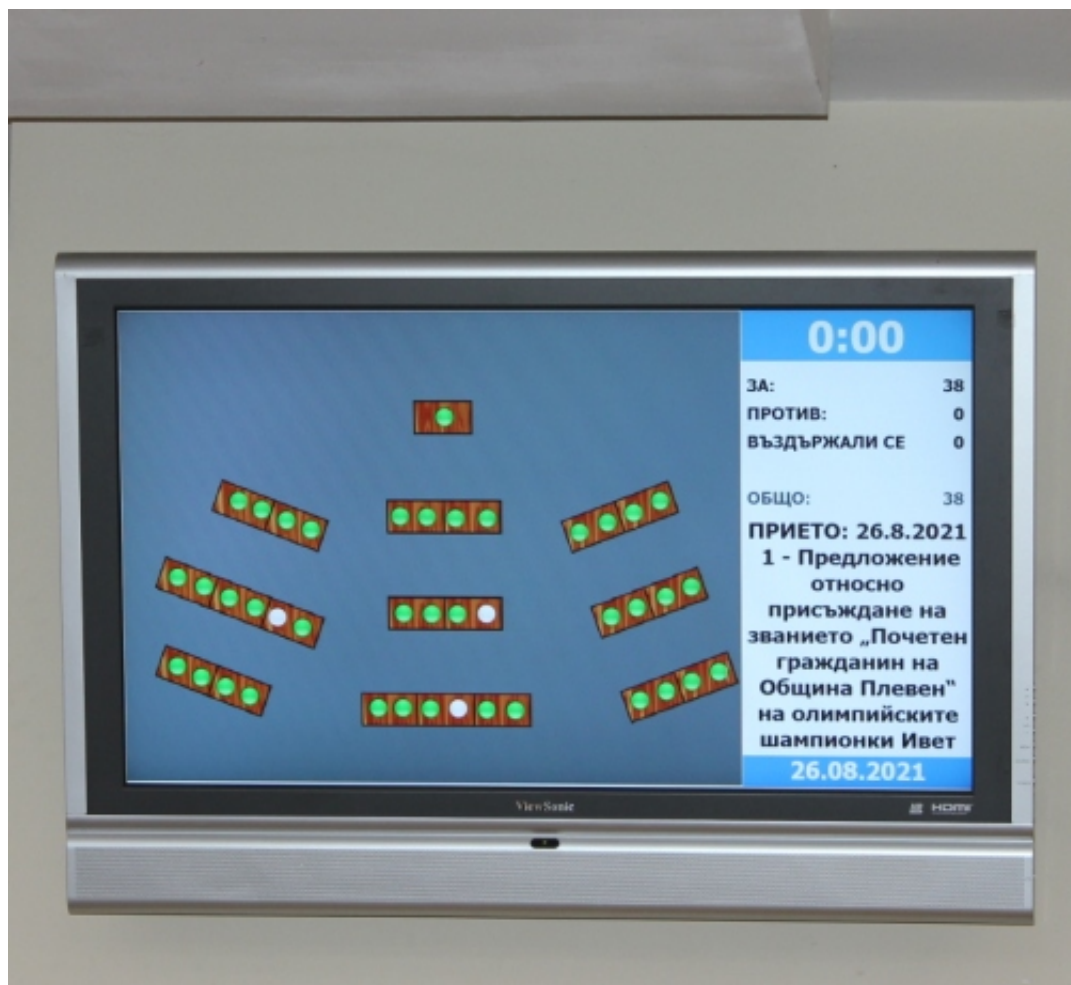 0:00
ЗА: 38
ПРОТИВ: 0
ВЪЗДЪРЖАЛИ СЕ 0
ОБЩО: 38
ПРИЕТО: 26.8.2021
1 - Предложение
относно
присъждане на
званието „Почетен
гражданин на
Община Плевен"
на олимпийските
шампионки Ивет
26.08.2021
ViewSonic
HDMI